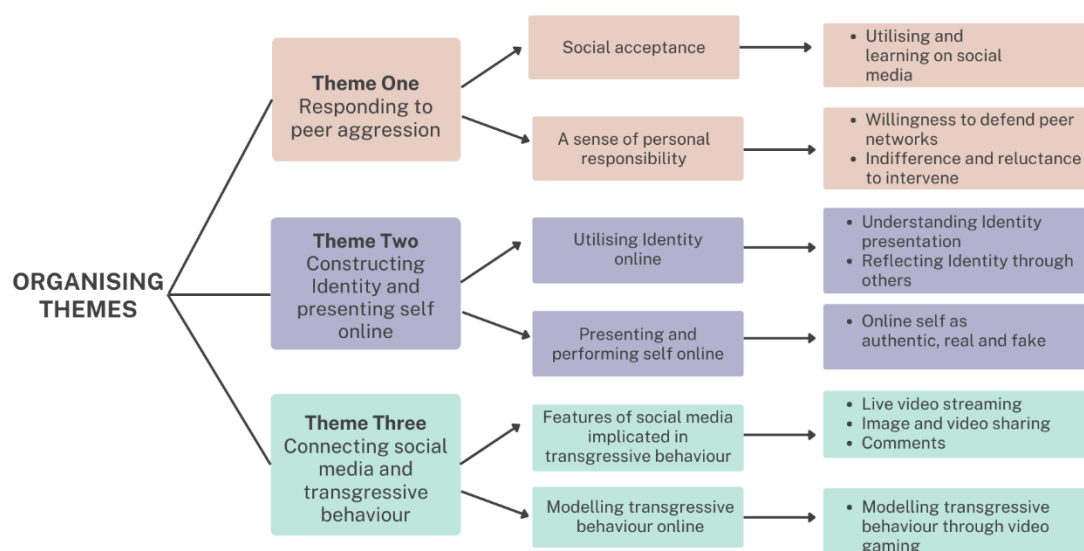 ORGANISING
THEMES
Theme One
Responding to
peer aggression
Social acceptance
• Utilising and
learning on social
media
A sense of personal
responsibility
• Willingness to defend peer
networks
• Indifference and reluctance
to intervene
Theme Two
Constructing
Identity and
presenting self
online
Utilising Identity
online
• Understanding Identity
presentation
• Reflecting Identity through
others
Presenting and
performing self online
• Online self as
authentic, real and fake
Theme Three
Connecting social
media and
transgressive
behaviour
Features of social media
implicated in
transgressive behaviour
• Live video streaming
• Image and video sharing
• Comments
Modelling transgressive
behaviour online
• Modelling transgressive
behaviour through video
gaming